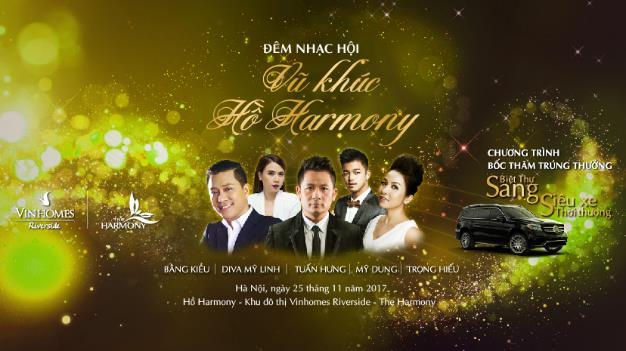 ĐÊM NHẠC HỘI
Vũ khúc
Hồ Harmony
CHƯƠNG TRÌNH
BỐC THĂM TRÚNG THƯỞNG
Biệt Thự
Sang
Siêu xe
Thời thượng
VINHOMES
Riverside
THE
HARMONY
BẰNG KIỀU | DIVA MỸ LINH | TUẤN HƯNG | MỸ DUNG | TRỌNG HIẾU
Hà Nội, ngày 25 tháng 11 năm 2017.
Hồ Harmony - Khu đô thị Vinhomes Riverside - The Harmony